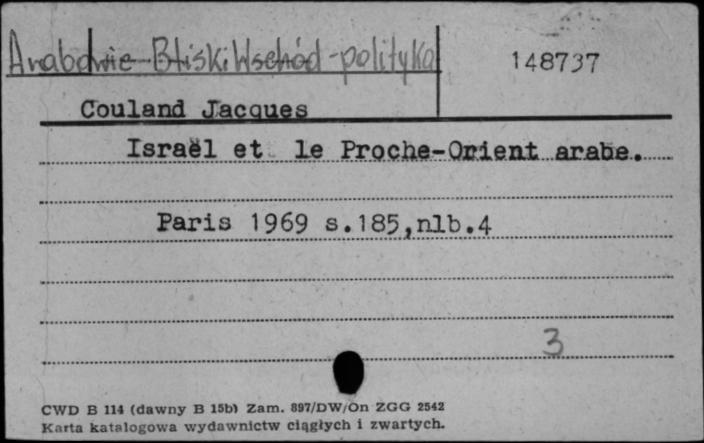 Arabowie-Bliski Wschód-polityka
148737
Couland Jacques
Israël et le Proche-Orient arabe.
Paris 1969 s.185,nlb.4
3
CWD B 114 (dawny B 15b) Zam. 897/DW/On ZGG 2542
Karta katalogowa wydawnictw ciągłych i zwartych.